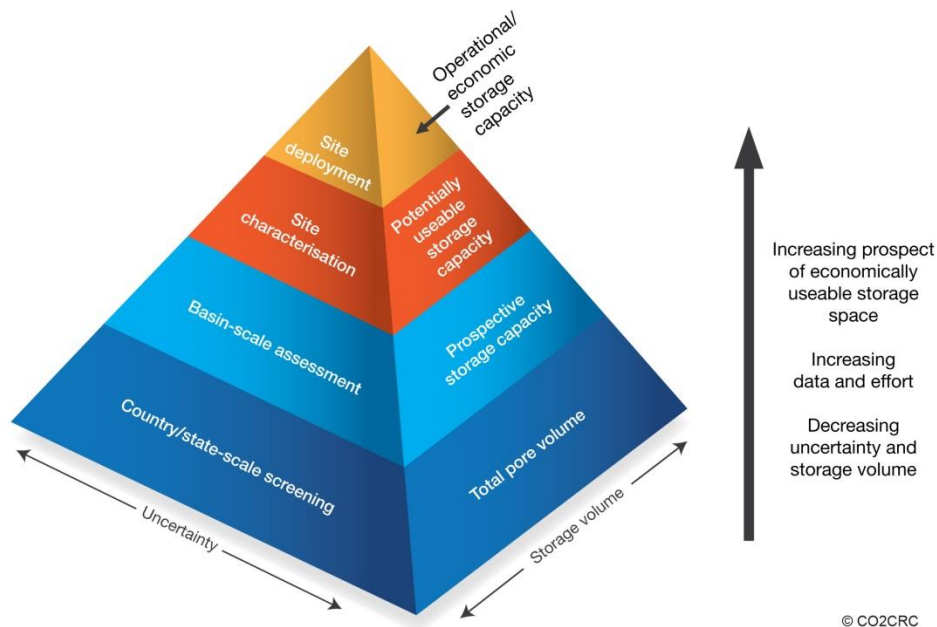 Operational/
economic
storage
capacity
Site
deployment
Site
characterisation
Potentially
useable
storage
capacity
Basin-scale assessment
Prospective
storage capacity
Country/state-scale screening
Total pore volume
Uncertainty
Storage volume
Increasing prospect
of economically
useable storage
space
Increasing
data and effort
Decreasing
uncertainty and
storage volume
© CO2CRC